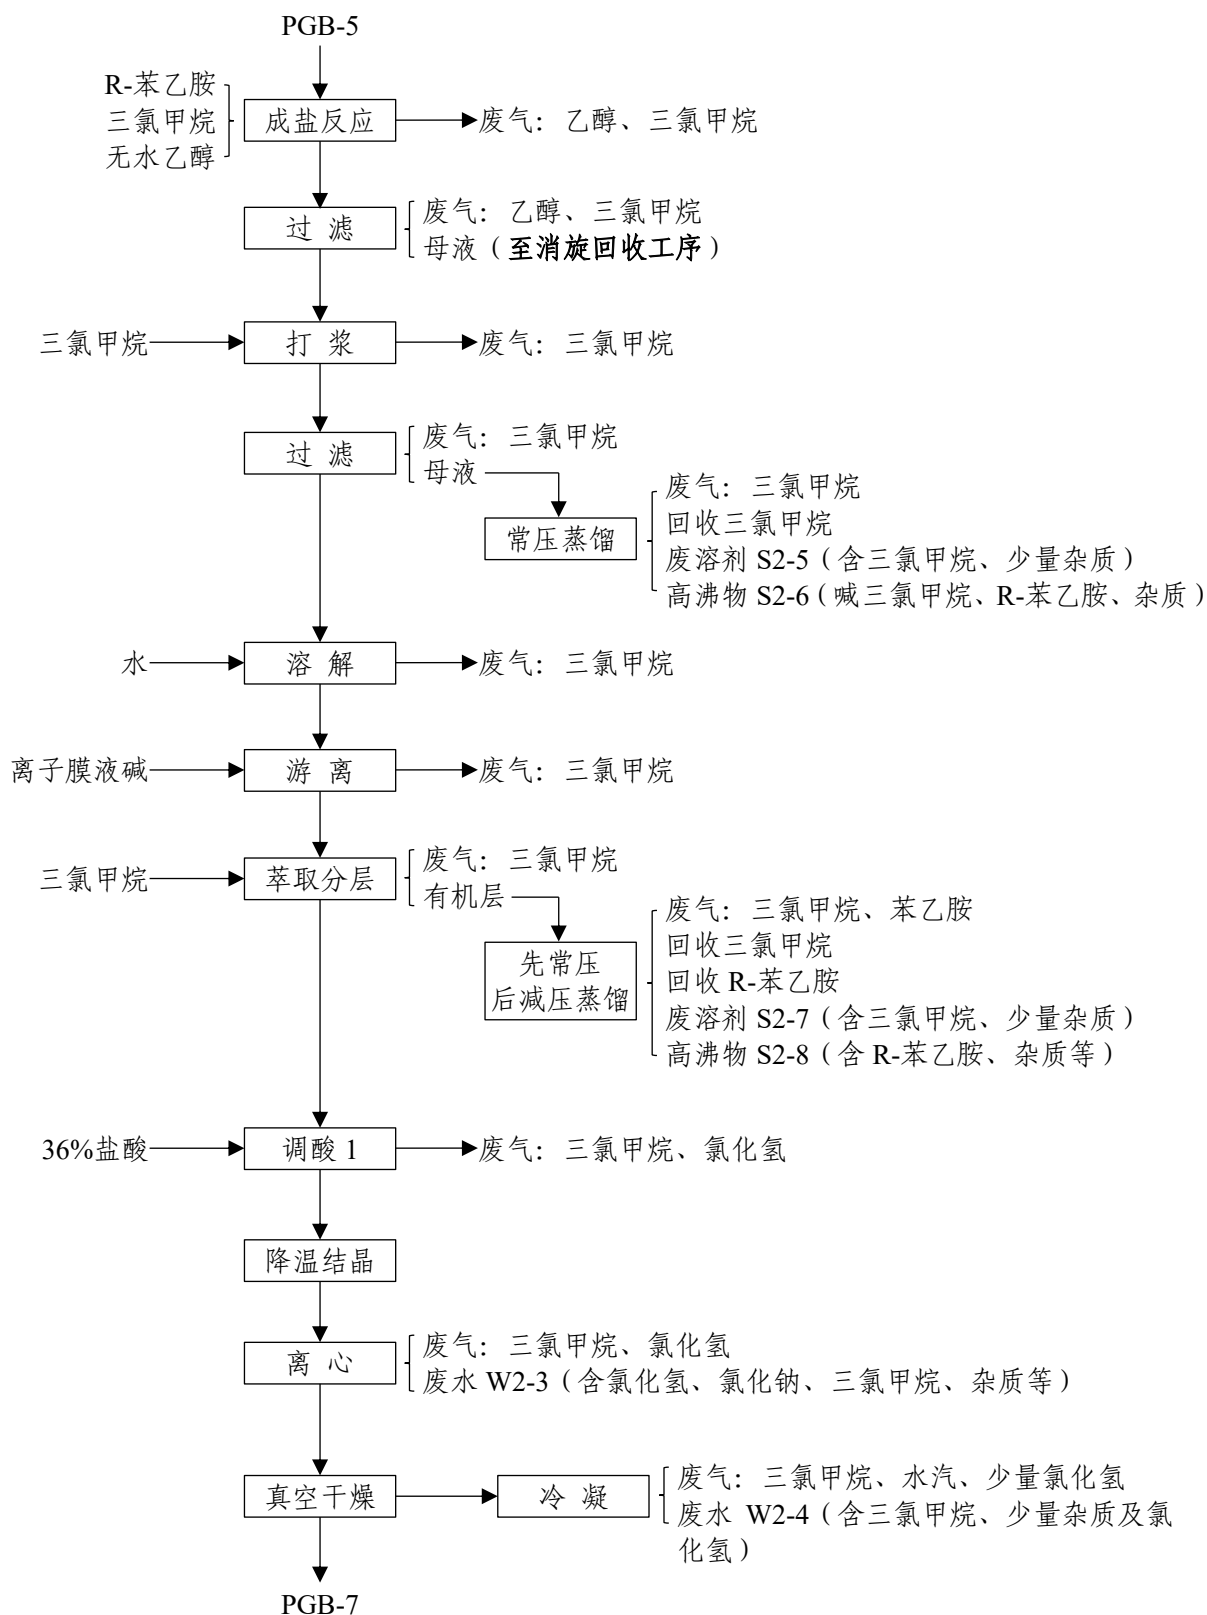 PGB-5
R-苯乙胺
三氯甲烷
无水乙醇
成盐反应
废气：乙醇、三氯甲烷
过 滤
废气：乙醇、三氯甲烷
母液（至消旋回收工序）
三氯甲烷
打 浆
废气：三氯甲烷
过 滤
废气：三氯甲烷
母液
常压蒸馏
废气：三氯甲烷
回收三氯甲烷
废溶剂 S2-5（含三氯甲烷、少量杂质）
高沸物 S2-6（喊三氯甲烷、R-苯乙胺、杂质）
水
溶 解
废气：三氯甲烷
离子膜液碱
游 离
废气：三氯甲烷
三氯甲烷
萃取分层
废气：三氯甲烷
有机层
先常压
后减压蒸馏
废气：三氯甲烷、苯乙胺
回收三氯甲烷
回收 R-苯乙胺
废溶剂 S2-7（含三氯甲烷、少量杂质）
高沸物 S2-8（含 R-苯乙胺、杂质等）
36%盐酸
调酸 1
废气：三氯甲烷、氯化氢
降温结晶
离 心
废气：三氯甲烷、氯化氢
废水 W2-3（含氯化氢、氯化钠、三氯甲烷、杂质等）
真空干燥
冷 凝
废气：三氯甲烷、水汽、少量氯化氢
废水 W2-4（含三氯甲烷、少量杂质及氯
化氢）
PGB-7